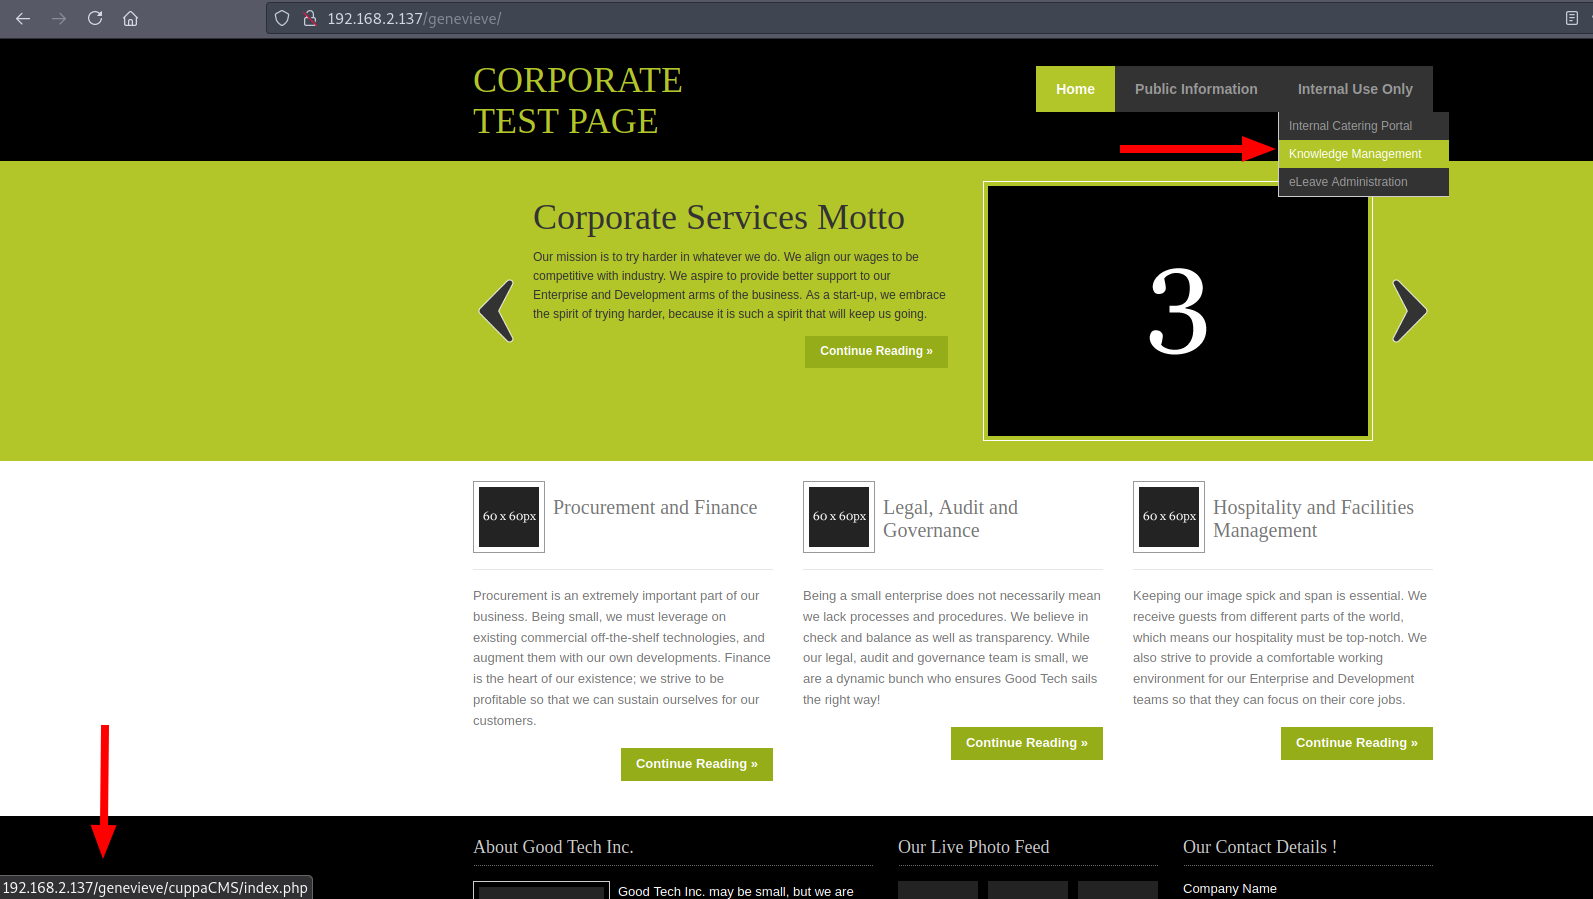 192.168.2.137/genevieve/
CORPORATE
TEST PAGE
Home
Public Information
Internal Use Only
Internal Catering Portal
Knowledge Management
eLeave Administration
Corporate Services Motto
Our mission is to try harder in whatever we do. We align our wages to be
competitive with industry. We aspire to provide better support to our
Enterprise and Development arms of the business. As a start-up, we embrace
the spirit of trying harder, because it is such a spirit that will keep us going.
Continue Reading »
3
60 x 60px
Procurement and Finance
Procurement is an extremely important part of our
business. Being small, we must leverage on
existing commercial off-the-shelf technologies, and
augment them with our own developments. Finance
is the heart of our existence; we strive to be
profitable so that we can sustain ourselves for our
customers.
Continue Reading »
60 x 60px
Legal, Audit and
Governance
Being a small enterprise does not necessarily mean
we lack processes and procedures. We believe in
check and balance as well as transparency. While
our legal, audit and governance team is small, we
are a dynamic bunch who ensures Good Tech sails
the right way!
Continue Reading »
60 x 60px
Hospitality and Facilities
Management
Keeping our image spick and span is essential. We
receive guests from different parts of the world,
which means our hospitality must be top-notch. We
also strive to provide a comfortable working
environment for our Enterprise and Development
teams so that they can focus on their core jobs.
Continue Reading »
About Good Tech Inc.
Good Tech Inc. may be small, but we are
Our Live Photo Feed
Our Contact Details !
Company Name
192.168.2.137/genevieve/cuppaCMS/index.php